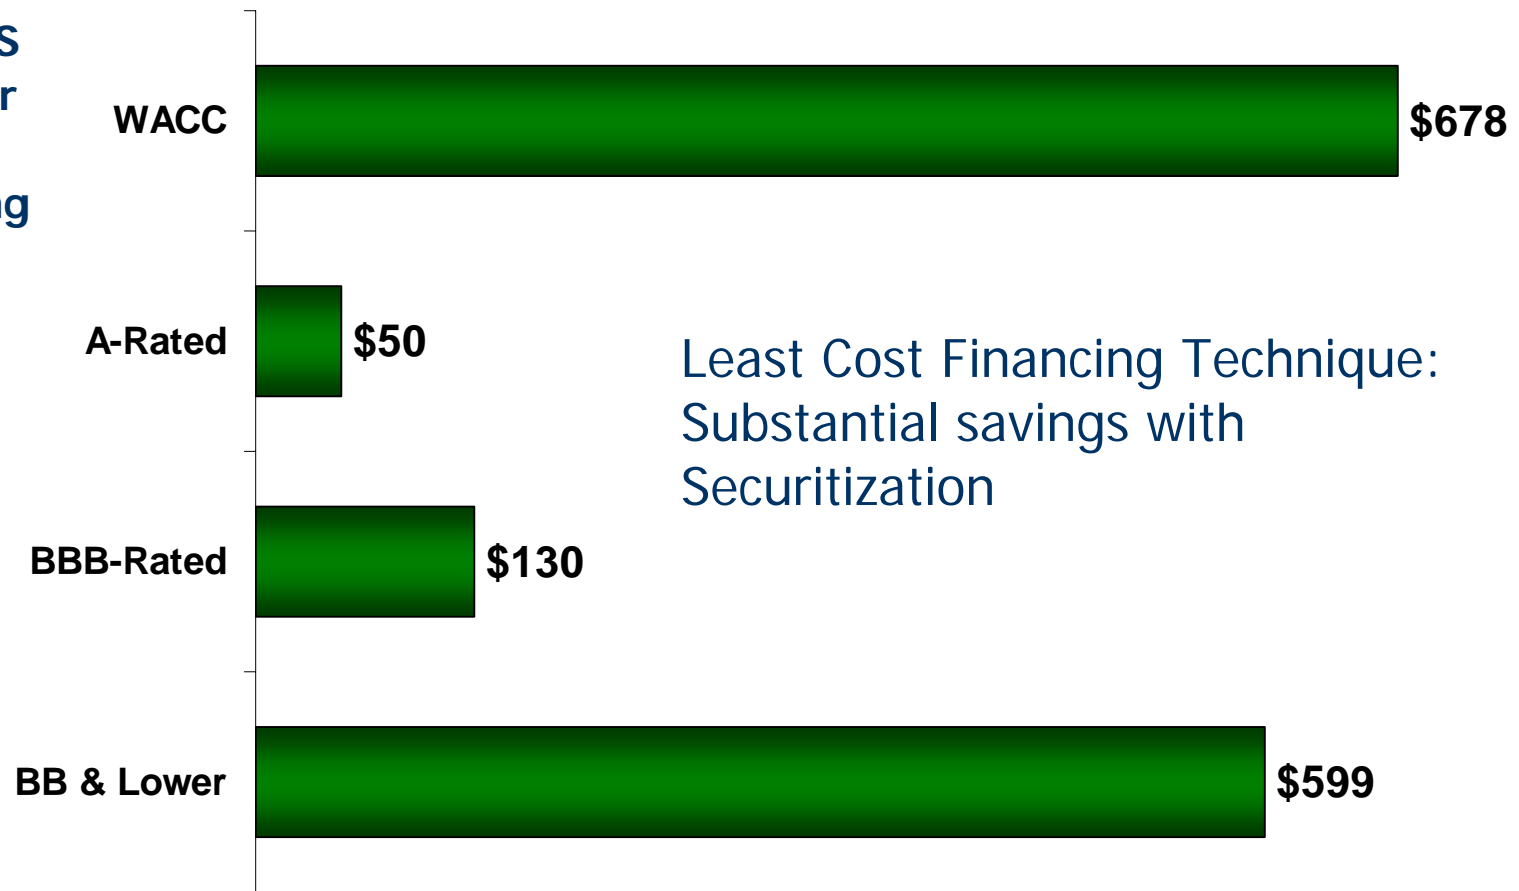 WACC
$678
A-Rated
$50
Least Cost Financing Technique:
Substantial savings with
Securitization
BBB-Rated
$130
BB & Lower
$599